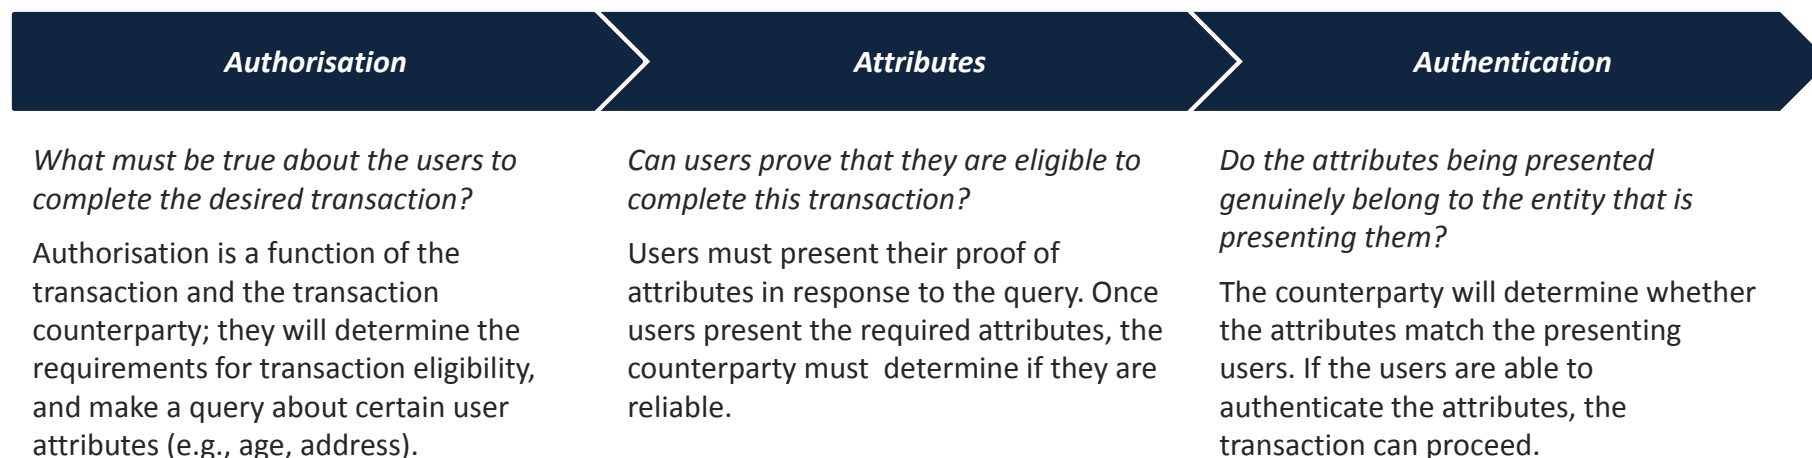 Authorisation
Attributes
Authentication
What must be true about the users to
complete the desired transaction?
Authorisation is a function of the
transaction and the transaction
counterparty; they will determine the
requirements for transaction eligibility,
and make a query about certain user
attributes (e.g., age, address).
Can users prove that they are eligible to
complete this transaction?
Users must present their proof of
attributes in response to the query. Once
users present the required attributes, the
counterparty must  determine if they are
reliable.
Do the attributes being presented
genuinely belong to the entity that is
presenting them?
The counterparty will determine whether
the attributes match the presenting
users. If the users are able to
authenticate the attributes, the
transaction can proceed.